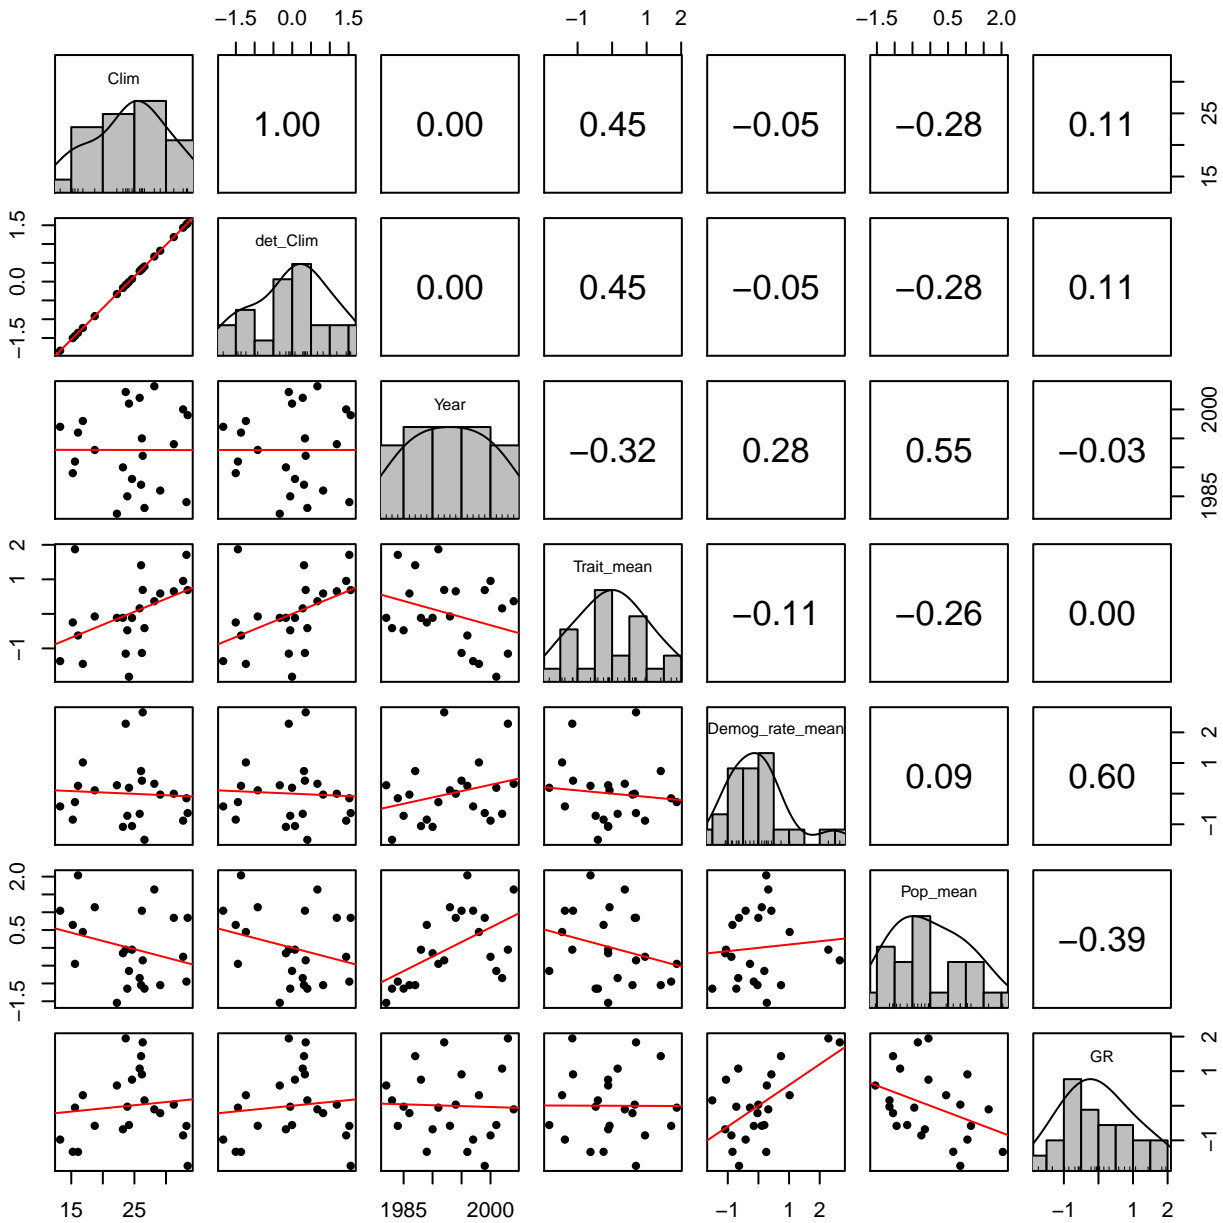 −1.5 0.0 1.5 −1 1 2 −1.5 0.5 2.0
Clim
1.00 0.00 0.45 −0.05 −0.28 0.11
15 25
−1.5 0.0 1.5
det_Clim
0.00 0.45 −0.05 −0.28 0.11
Year
−0.32 0.28 0.55 −0.03
1985 2000
−1 1 2
Trait_mean
−0.11 −0.26 0.00
Demog_rate_mean
0.09 0.60
−1 1 2
−1.5 0.5 2.0
Pop_mean
−0.39
GR
−1 1 2
15 25 1985 2000 −1 1 2 −1 1 2